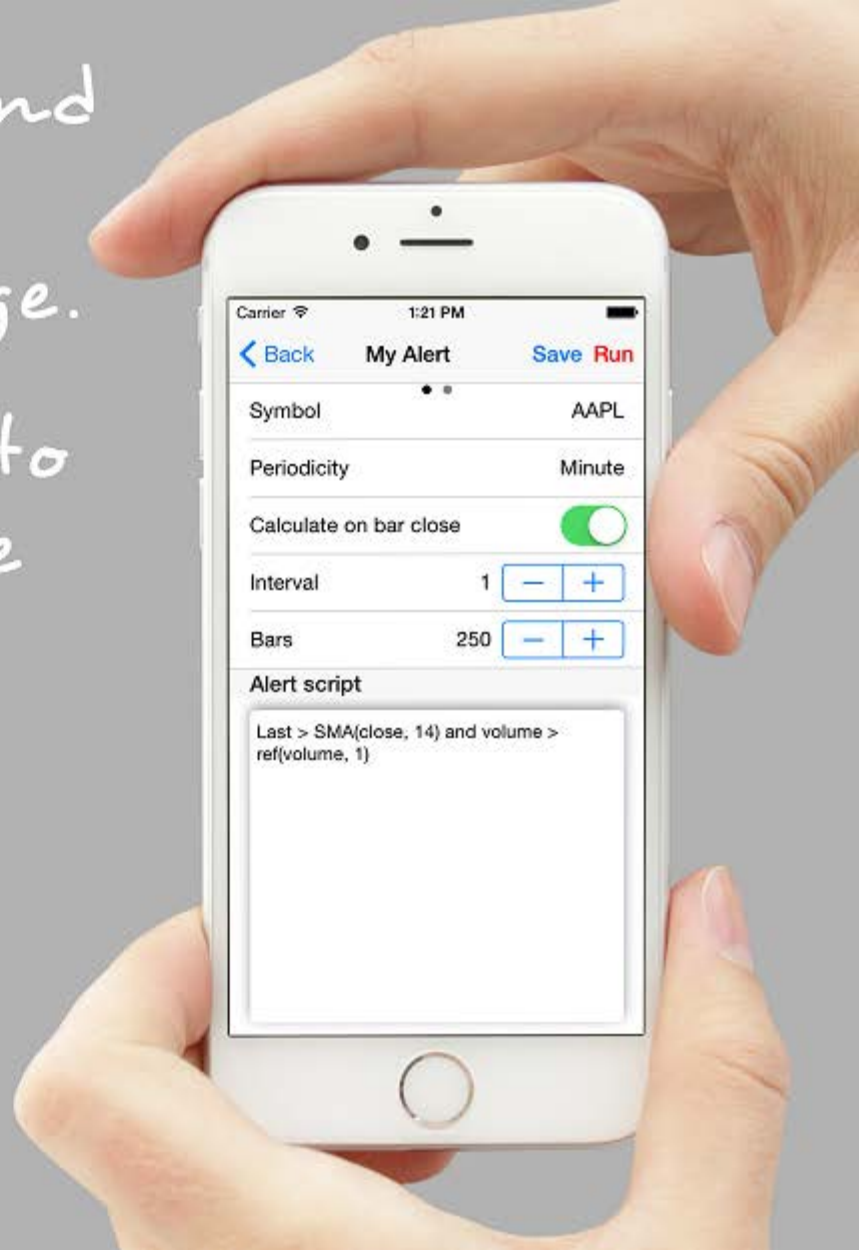 nd
ge.
to
e
Carrier 1:21 PM
Back My Alert Save Run
Symbol AAPL
Periodicity Minute
Calculate on bar close
Interval 1 − +
Bars 250 − +
Alert script
Last > SMA(close, 14) and volume >
ref(volume, 1)